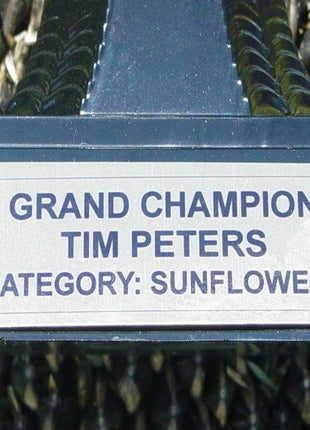 GRAND CHAMPION
TIM PETERS
ATEGORY: SUNFLOWE